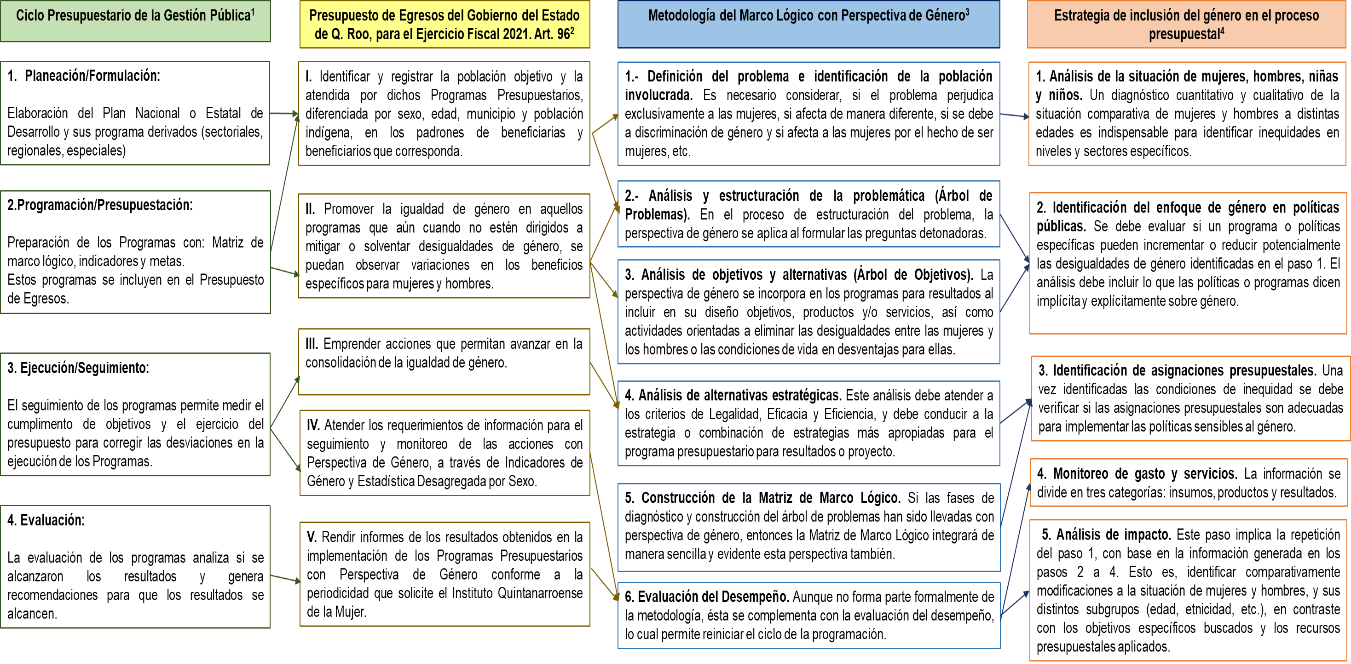 Ciclo Presupuestario de la Gestión Pública¹
1. Planeación/Formulación:
Elaboración del Plan Nacional o Estatal de
Desarrollo y sus programa derivados (sectoriales,
regionales, especiales)
2.Programación/Presupuestación:
Preparación de los Programas con: Matriz de
marco lógico, indicadores y metas.
Estos programas se incluyen en el Presupuesto
de Egresos.
3. Ejecución/Seguimiento:
El seguimiento de los programas permite medir el
cumplimento de objetivos y el ejercicio del
presupuesto para corregir las desviaciones en la
ejecución de los Programas.
4. Evaluación:
La evaluación de los programas analiza si se
alcanzaron los resultados y genera
recomendaciones para que los resultados se
alcancen.
Presupuesto de Egresos del Gobierno del Estado
de Q. Roo, para el Ejercicio Fiscal 2021. Art. 96²
I. Identificar y registrar la población objetivo y la
atendida por dichos Programas Presupuestarios,
diferenciada por sexo, edad, municipio y población
indígena, en los padrones de beneficiarias y
beneficiarios que corresponda.
II. Promover la igualdad de género en aquellos
programas que aún cuando no estén dirigidos a
mitigar o solventar desigualdades de género, se
puedan observar variaciones en los beneficios
específicos para mujeres y hombres.
III. Emprender acciones que permitan avanzar en la
consolidación de la igualdad de género.
IV. Atender los requerimientos de información para el
seguimiento y monitoreo de las acciones con
Perspectiva de Género, a través de Indicadores de
Género y Estadística Desagregada por Sexo.
V. Rendir informes de los resultados obtenidos en la
implementación de los Programas Presupuestarios
con Perspectiva de Género conforme a la
periodicidad que solicite el Instituto Quintanarroense
de la Mujer.
Metodología del Marco Lógico con Perspectiva de Género³
1.- Definición del problema e identificación de la población
involucrada. Es necesario considerar, si el problema perjudica
exclusivamente a las mujeres, si afecta de manera diferente, si se debe
a discriminación de género y si afecta a las mujeres por el hecho de ser
mujeres, etc.
2.- Análisis y estructuración de la problemática (Árbol de
Problemas). En el proceso de estructuración del problema, la
perspectiva de género se aplica al formular las preguntas detonadoras.
3. Análisis de objetivos y alternativas (Árbol de Objetivos). La
perspectiva de género se incorpora en los programas para resultados al
incluir en su diseño objetivos, productos y/o servicios, así como
actividades orientadas a eliminar las desigualdades entre las mujeres y
los hombres o las condiciones de vida en desventajas para ellas.
4. Análisis de alternativas estratégicas. Este análisis debe atender a
los criterios de Legalidad, Eficacia y Eficiencia, y debe conducir a la
estrategia o combinación de estrategias más apropiadas para el
programa presupuestario para resultados o proyecto.
5. Construcción de la Matriz de Marco Lógico. Si las fases de
diagnóstico y construcción del árbol de problemas han sido llevadas con
perspectiva de género, entonces la Matriz de Marco Lógico integrará de
manera sencilla y evidente esta perspectiva también.
6. Evaluación del Desempeño. Aunque no forma parte formalmente de
la metodología, ésta se complementa con la evaluación del desempeño,
lo cual permite reiniciar el ciclo de la programación.
Estrategia de inclusión del género en el proceso
presupuestal⁴
1. Análisis de la situación de mujeres, hombres, niñas
y niños. Un diagnóstico cuantitativo y cualitativo de la
situación comparativa de mujeres y hombres a distintas
edades es indispensable para identificar inequidades en
niveles y sectores específicos.
2. Identificación del enfoque de género en políticas
públicas. Se debe evaluar si un programa o políticas
específicas pueden incrementar o reducir potencialmente
las desigualdades de género identificadas en el paso 1. El
análisis debe incluir lo que las políticas o programas dicen
implícita y explícitamente sobre género.
3. Identificación de asignaciones presupuestales. Una
vez identificadas las condiciones de inequidad se debe
verificar si las asignaciones presupuestales son adecuadas
para implementar las políticas sensibles al género.
4. Monitoreo de gasto y servicios. La información se
divide en tres categorías: insumos, productos y resultados.
5. Análisis de impacto. Este paso implica la repetición
del paso 1, con base en la información generada en los
pasos 2 a 4. Esto es, identificar comparativamente
modificaciones a la situación de mujeres y hombres, y sus
distintos subgrupos (edad, etnicidad, etc.), en contraste
con los objetivos específicos buscados y los recursos
presupuestales aplicados.